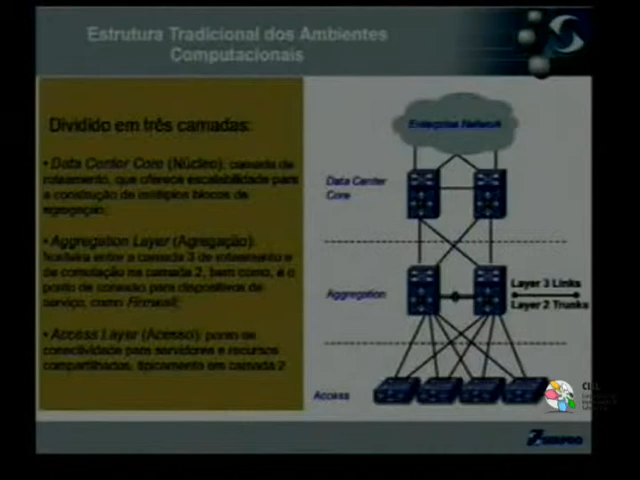 Estrutura Tradicional dos Ambientes
Computacionais
Dividido em três camadas:
• Data Center Core (Núcleo): camada de
roteamento, que oferece escalabilidade para
a construção de múltiplos blocos de
agregação;
• Aggregation Layer (Agregação):
fronteira entre a camada 3 de roteamento e
de comutação na camada 2, bem como, é o
ponto de conexão para dispositivos de
serviço, como Firewall;
• Access Layer (Acesso): ponto de
conectividade para servidores e recursos
compartilhados, tipicamente em camada 2
Enterprise Network
Data Center
Core
Aggregation
Layer 3 Links
Layer 2 Trunks
Access
SERPRO